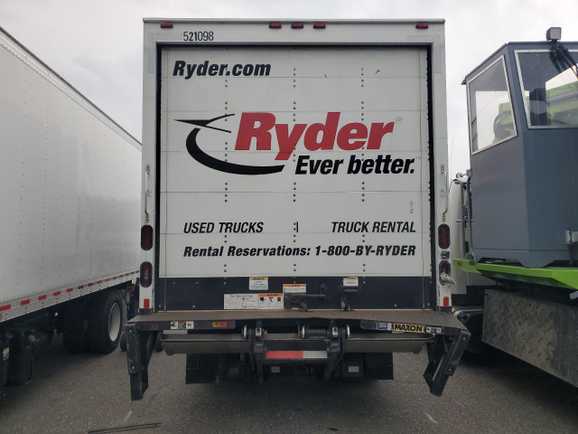 521098
Ryder.com
Ryder®
Ever better.
USED TRUCKS | TRUCK RENTAL
Rental Reservations: 1-800-BY-RYDER
MAXON